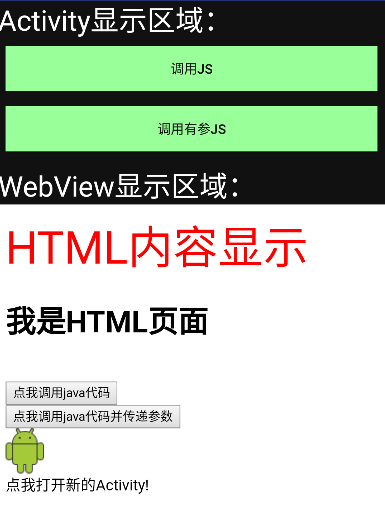 Activity显示区域：
调用JS
调用有参JS
WebView显示区域：
HTML内容显示
我是HTML页面
点我调用java代码
点我调用java代码并传递参数
点我打开新的Activity!